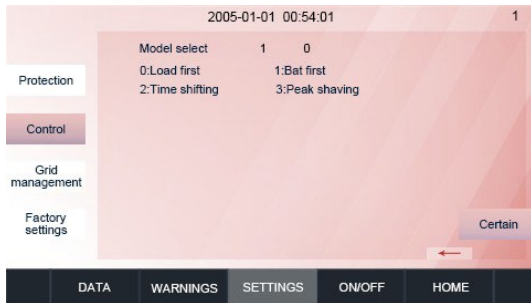 2005-01-01 00:54:01 1
Model select 1 0
0:Load first 1:Bat first
2:Time shifting 3:Peak shaving
Protection
Control
Grid
management
Factory
settings
Certain
←
DATA WARNINGS SETTINGS ON/OFF HOME